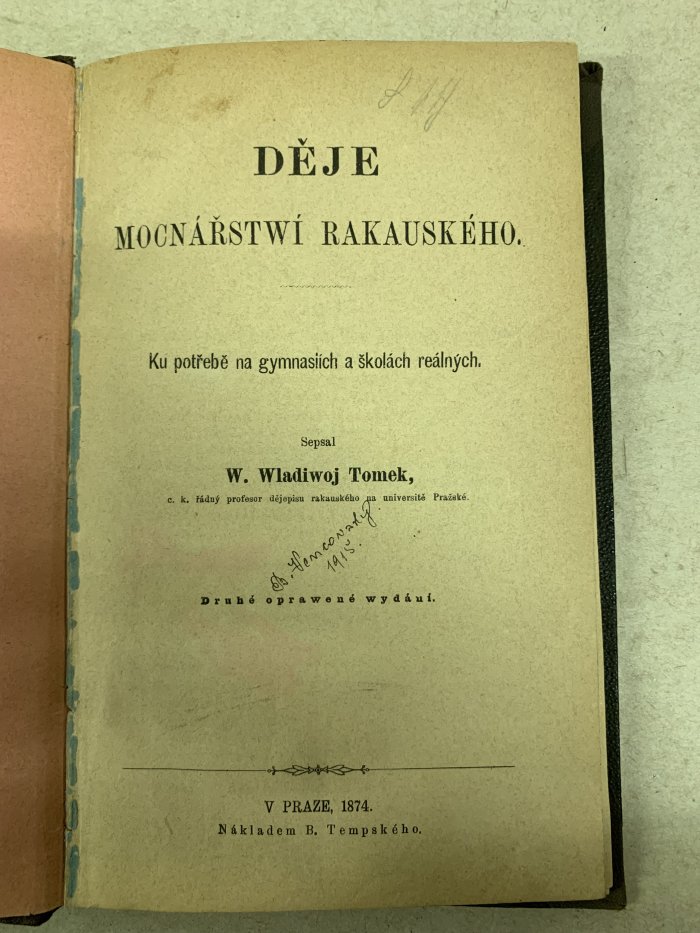 DĚJE
MOCNÁŘSTWÍ RAKAUSKÉHO.
Ku potřebě na gymnasiích a školách reálných.
Sepsal
W. Wladiwoj Tomek,
c. k. řádný profesor dějepisu rakauského na universitě Pražské.
1915.
Druhé oprawené wydání.
V PRAZE, 1874.
Nákladem B. Tempského.